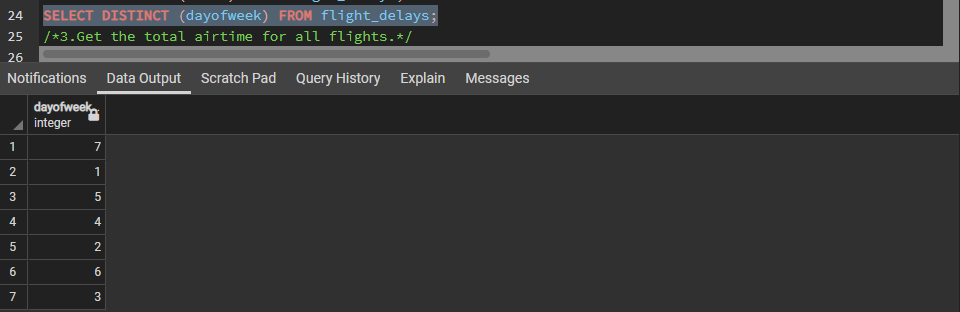 24 SELECT DISTINCT (dayofweek) FROM flight_delays;
25 /*3.Get the total airtime for all flights.*/
26
Notifications Data Output Scratch Pad Query History Explain Messages
dayofweek
integer
1 7
2 1
3 5
4 4
5 2
6 6
7 3